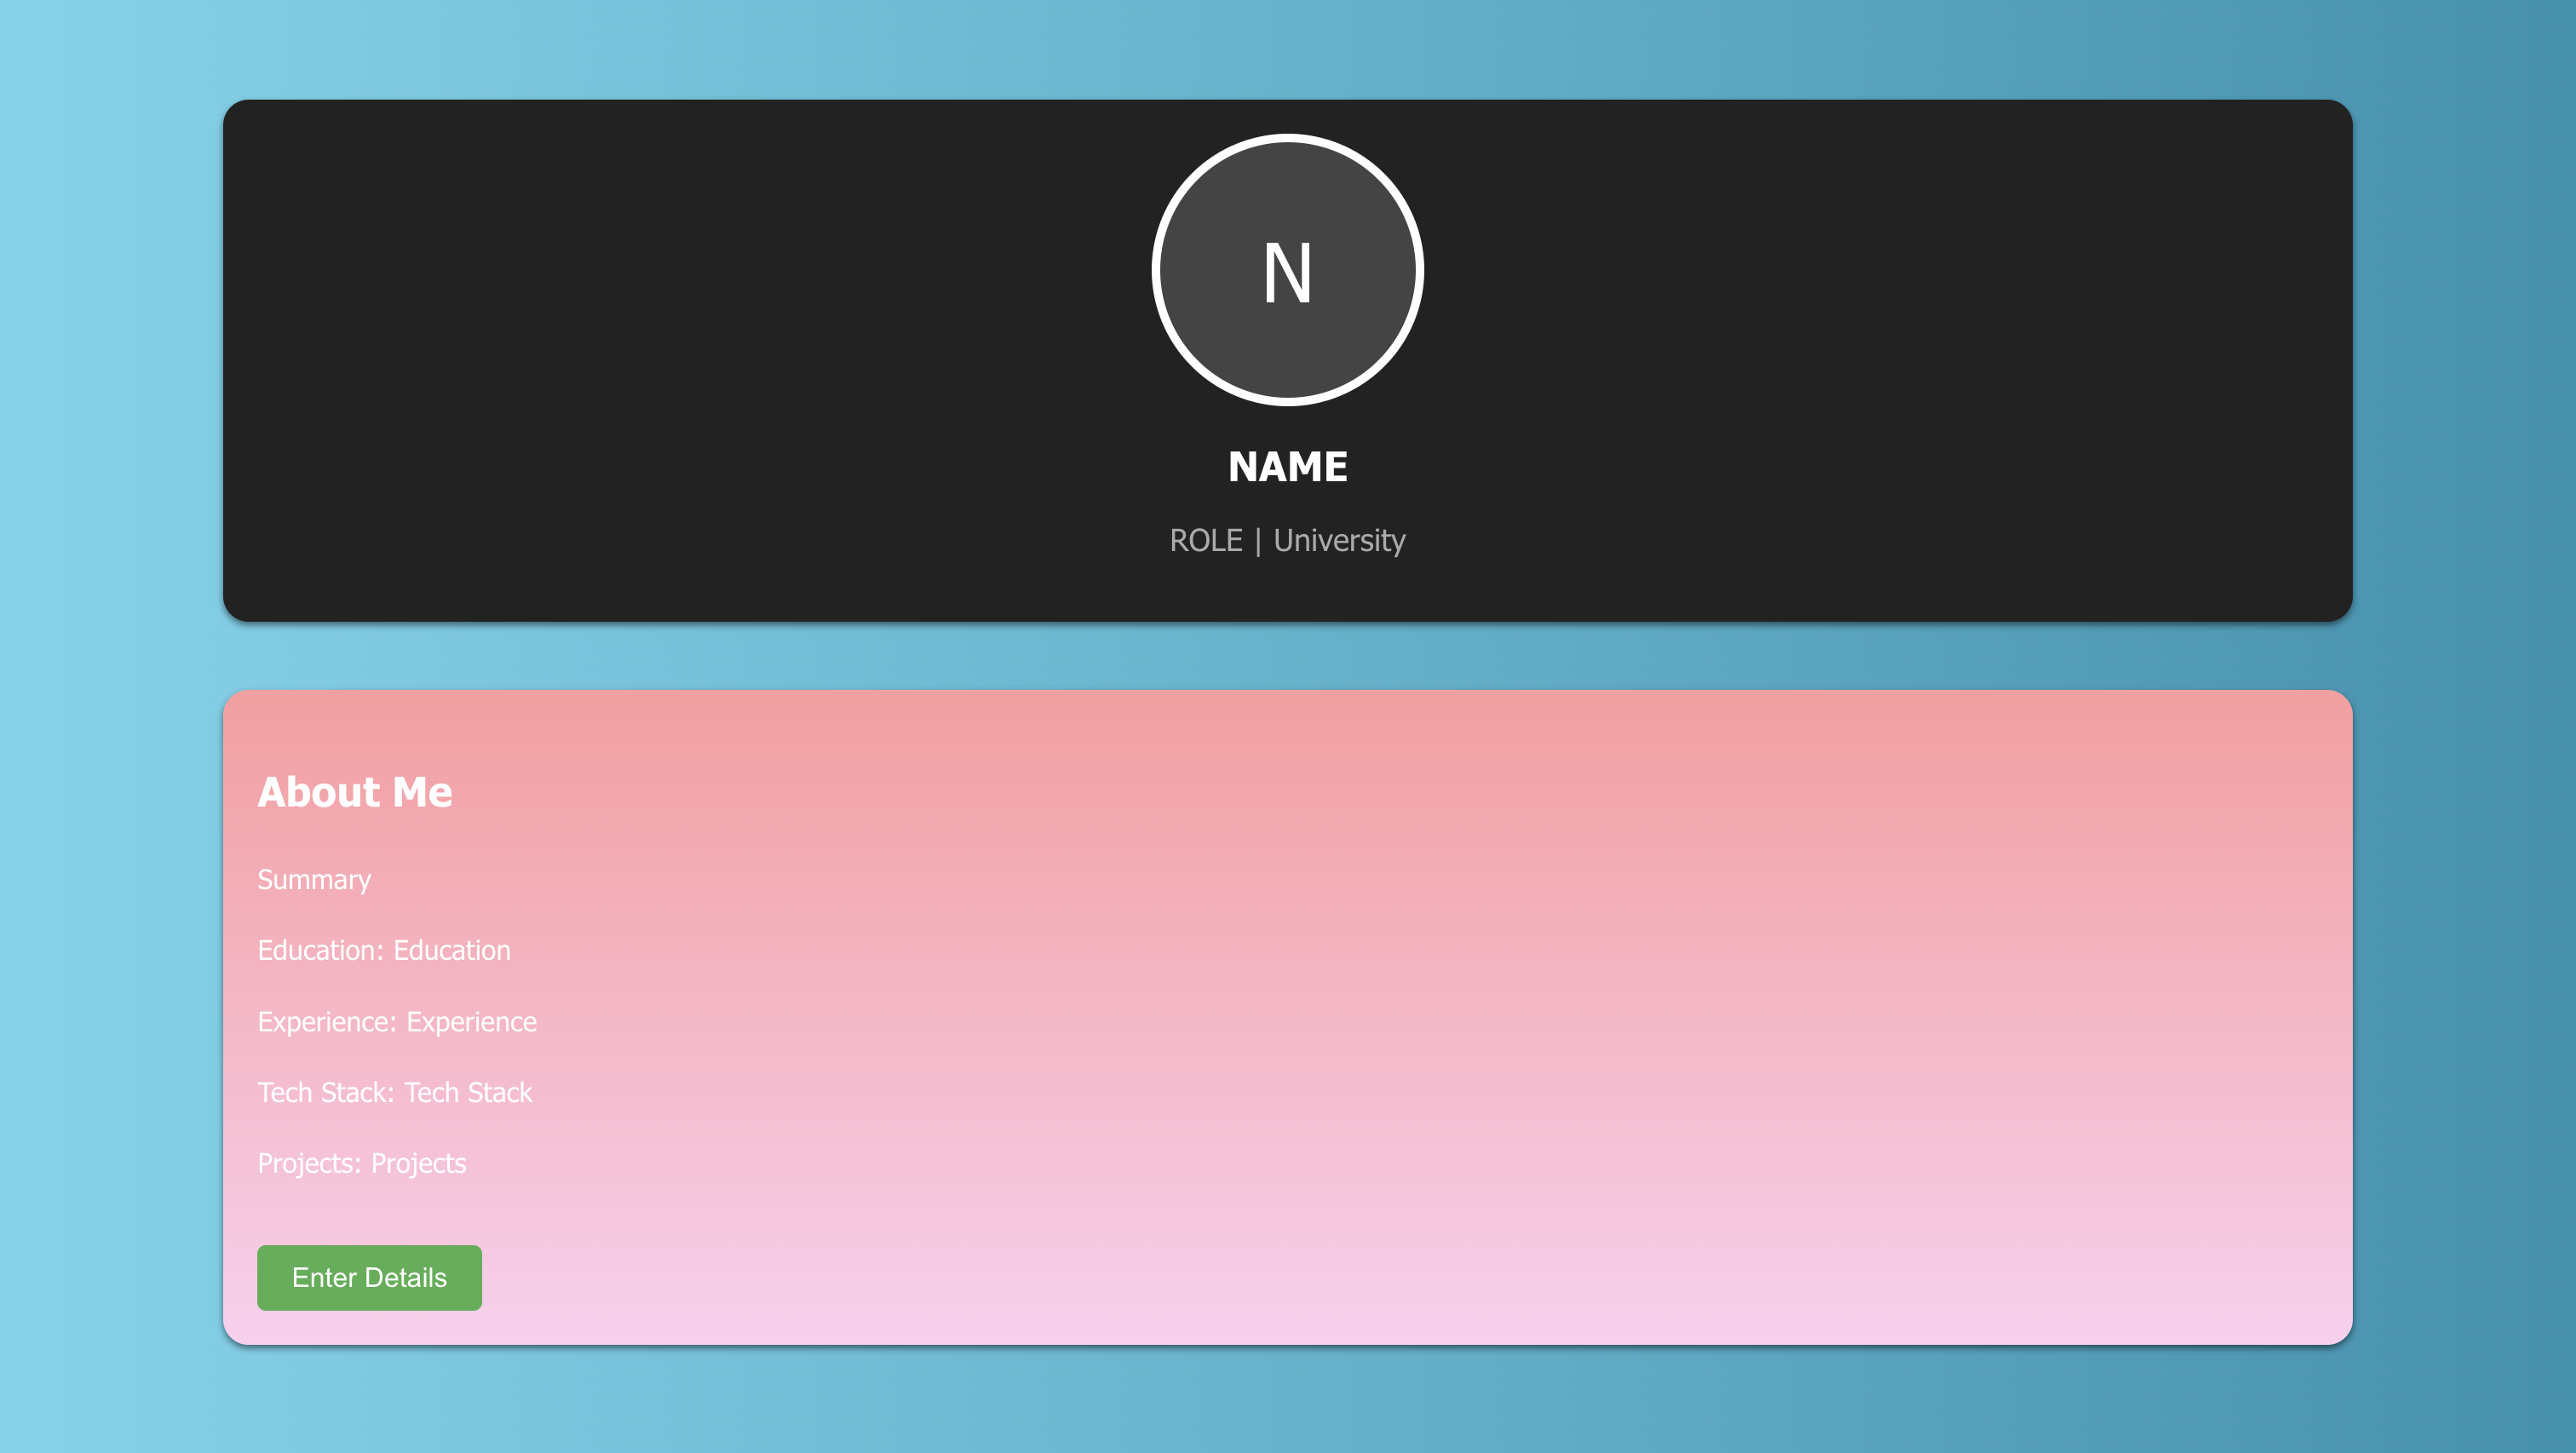 N
NAME
ROLE | University
About Me
Summary
Education: Education
Experience: Experience
Tech Stack: Tech Stack
Projects: Projects
Enter Details